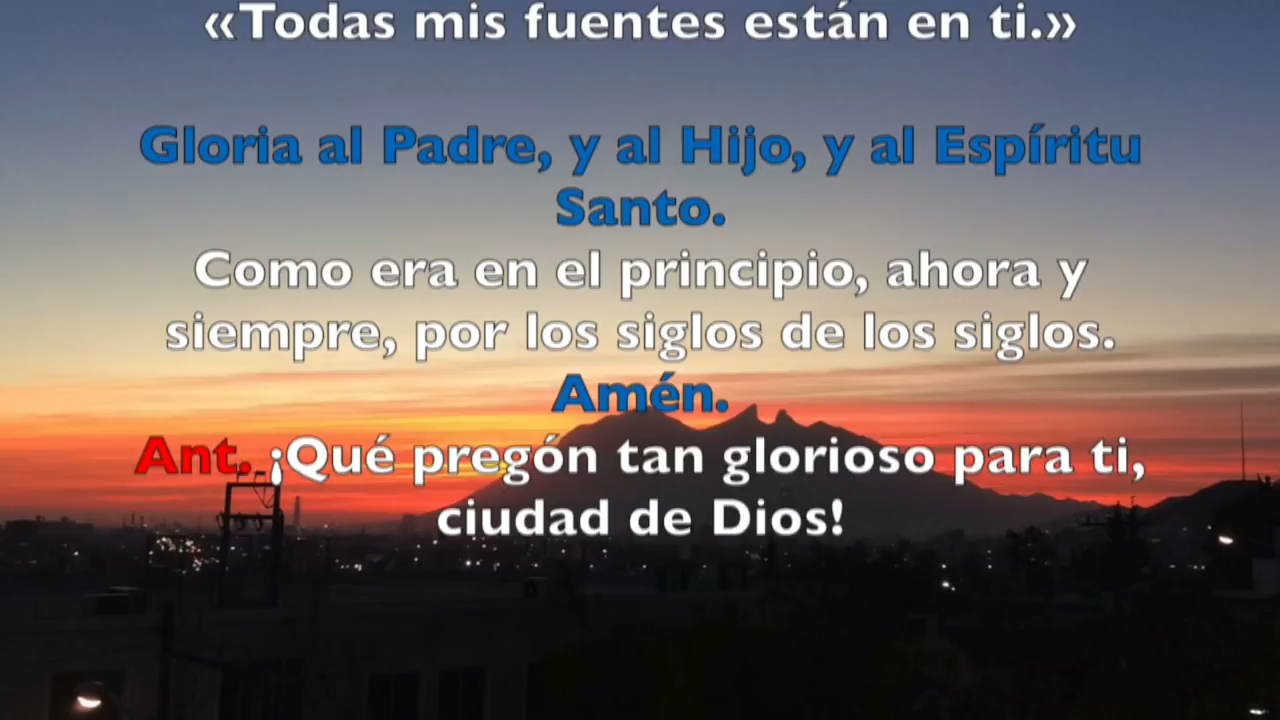 «Todas mis fuentes están en ti.»
Gloria al Padre, y al Hijo, y al Espíritu
Santo.
Como era en el principio, ahora y
siempre, por los siglos de los siglos.
Amén.
Ant. ¡Qué pregón tan glorioso para ti,
ciudad de Dios!